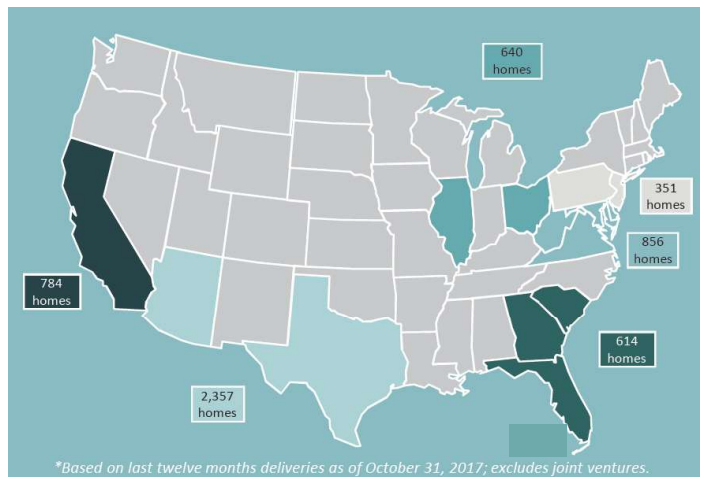 640
homes
351
homes
856
homes
784
homes
614
homes
2,357
homes
*Based on last twelve months deliveries as of October 31, 2017; excludes joint ventures.